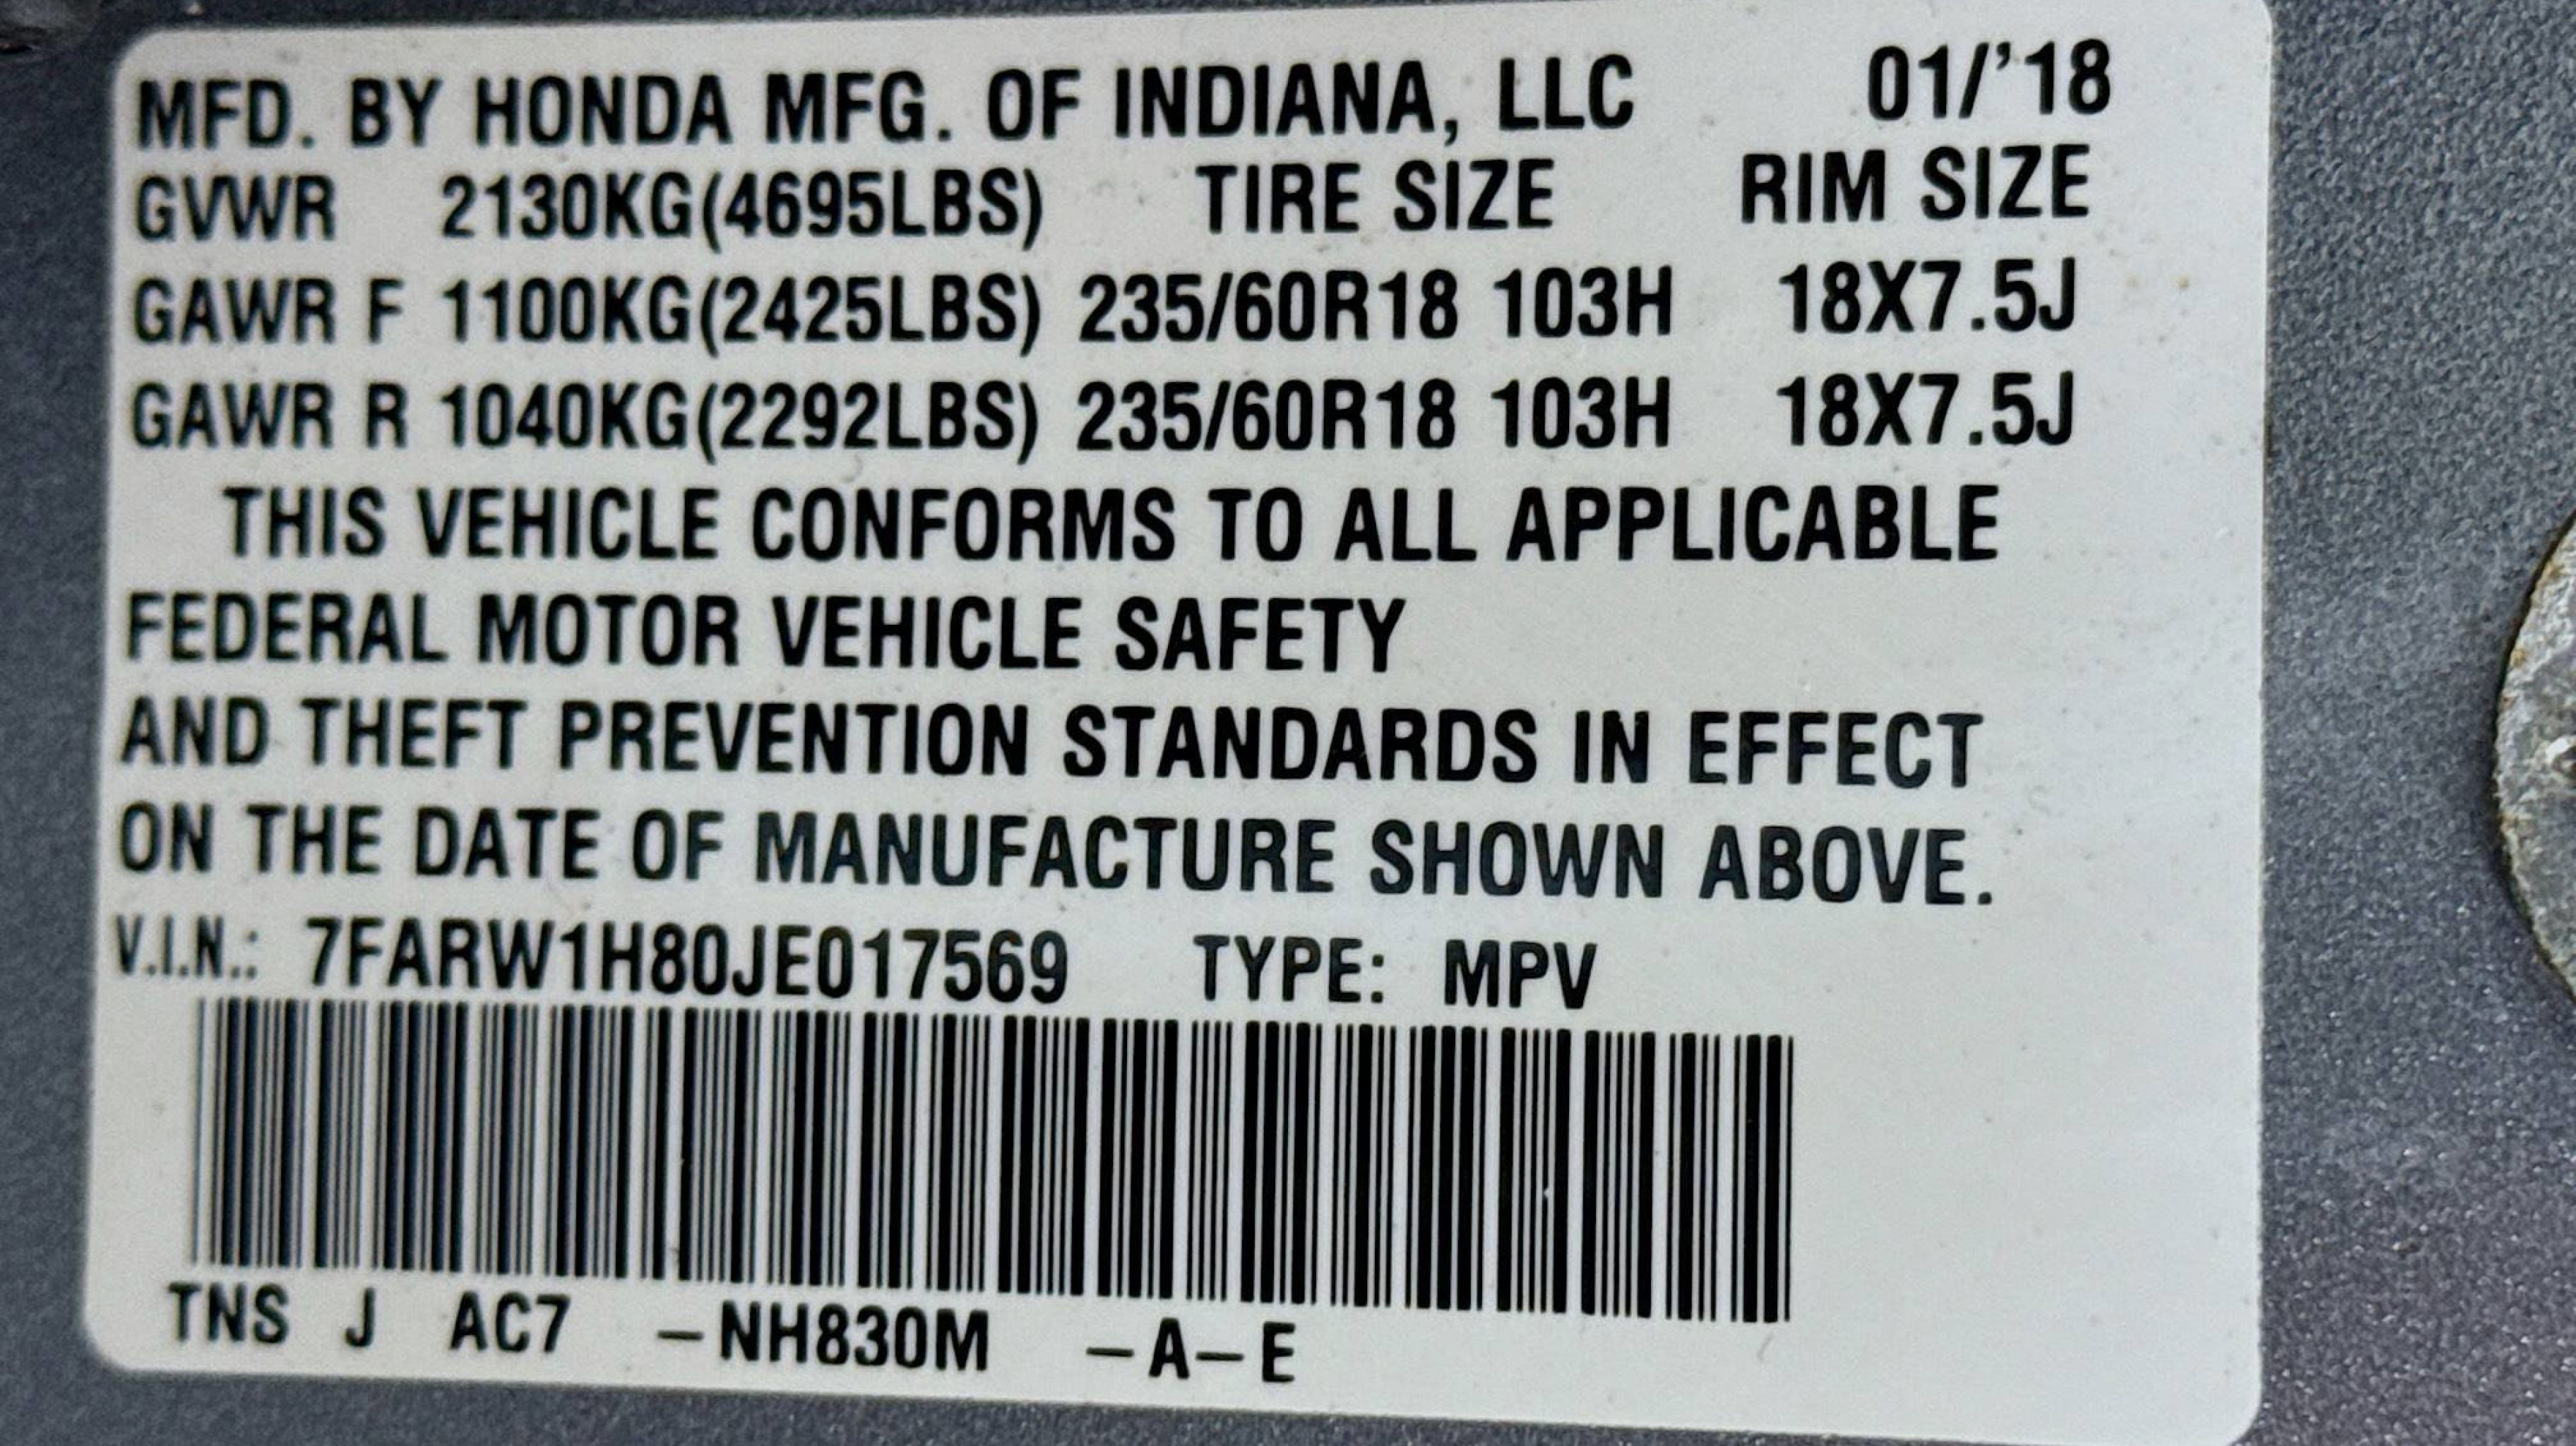 MFD. BY HONDA MFG. OF INDIANA, LLC 01/'18
GVWR 2130KG(4695LBS) TIRE SIZE RIM SIZE
GAWR F 1100KG(2425LBS) 235/60R18 103H 18X7.5J
GAWR R 1040KG(2292LBS) 235/60R18 103H 18X7.5J
THIS VEHICLE CONFORMS TO ALL APPLICABLE
FEDERAL MOTOR VEHICLE SAFETY
AND THEFT PREVENTION STANDARDS IN EFFECT
ON THE DATE OF MANUFACTURE SHOWN ABOVE.
V.I.N.: 7FARW1H80JE017569 TYPE: MPV
TNS J AC7 –NH830M –A–E